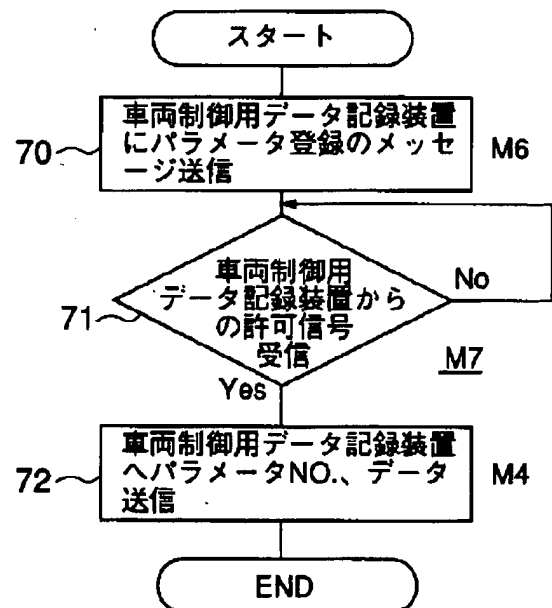 スタート
車両制御用データ記録装置
にパラメータ登録のメッセ
ージ送信
70
M6
車両制御用
データ記録装置から
の許可信号
受信
No
71
M7
Yes
車両制御用データ記録装置
へパラメータNO.、データ
送信
72
M4
END